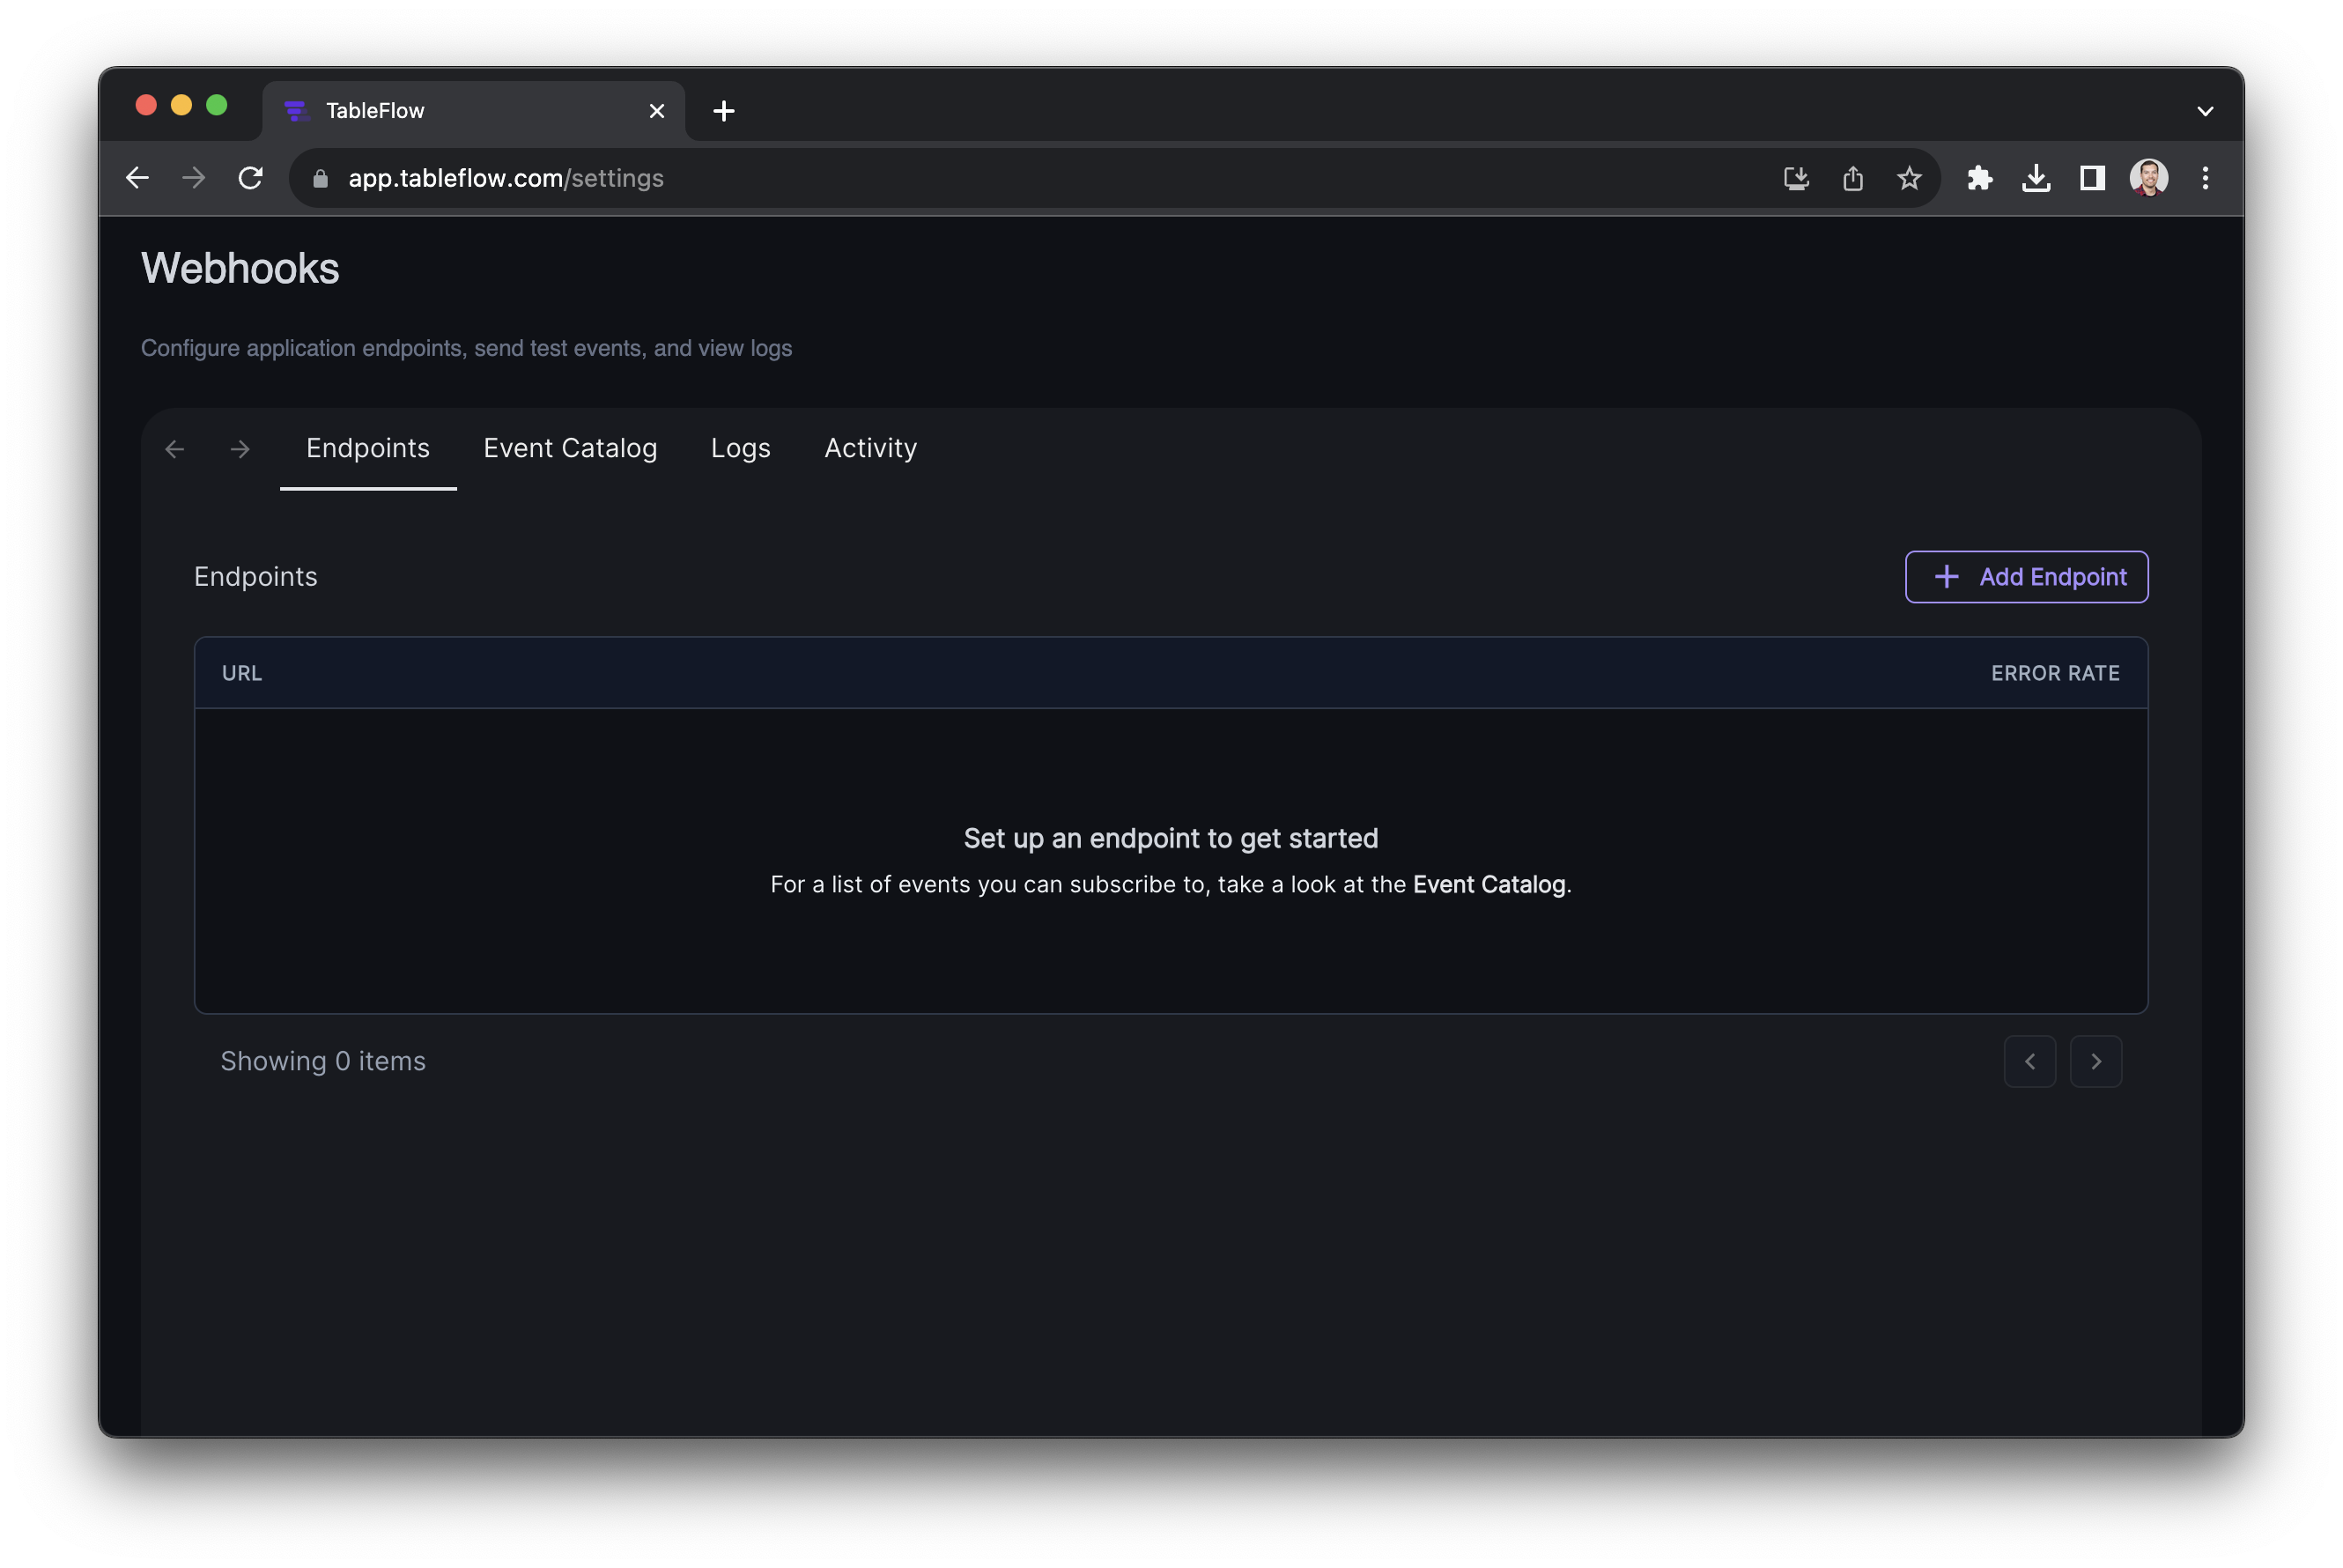 TableFlow
app.tableflow.com/settings
Webhooks
Configure application endpoints, send test events, and view logs
Endpoints Event Catalog Logs Activity
Endpoints
Add Endpoint
URL ERROR RATE
Set up an endpoint to get started
For a list of events you can subscribe to, take a look at the Event Catalog.
Showing 0 items